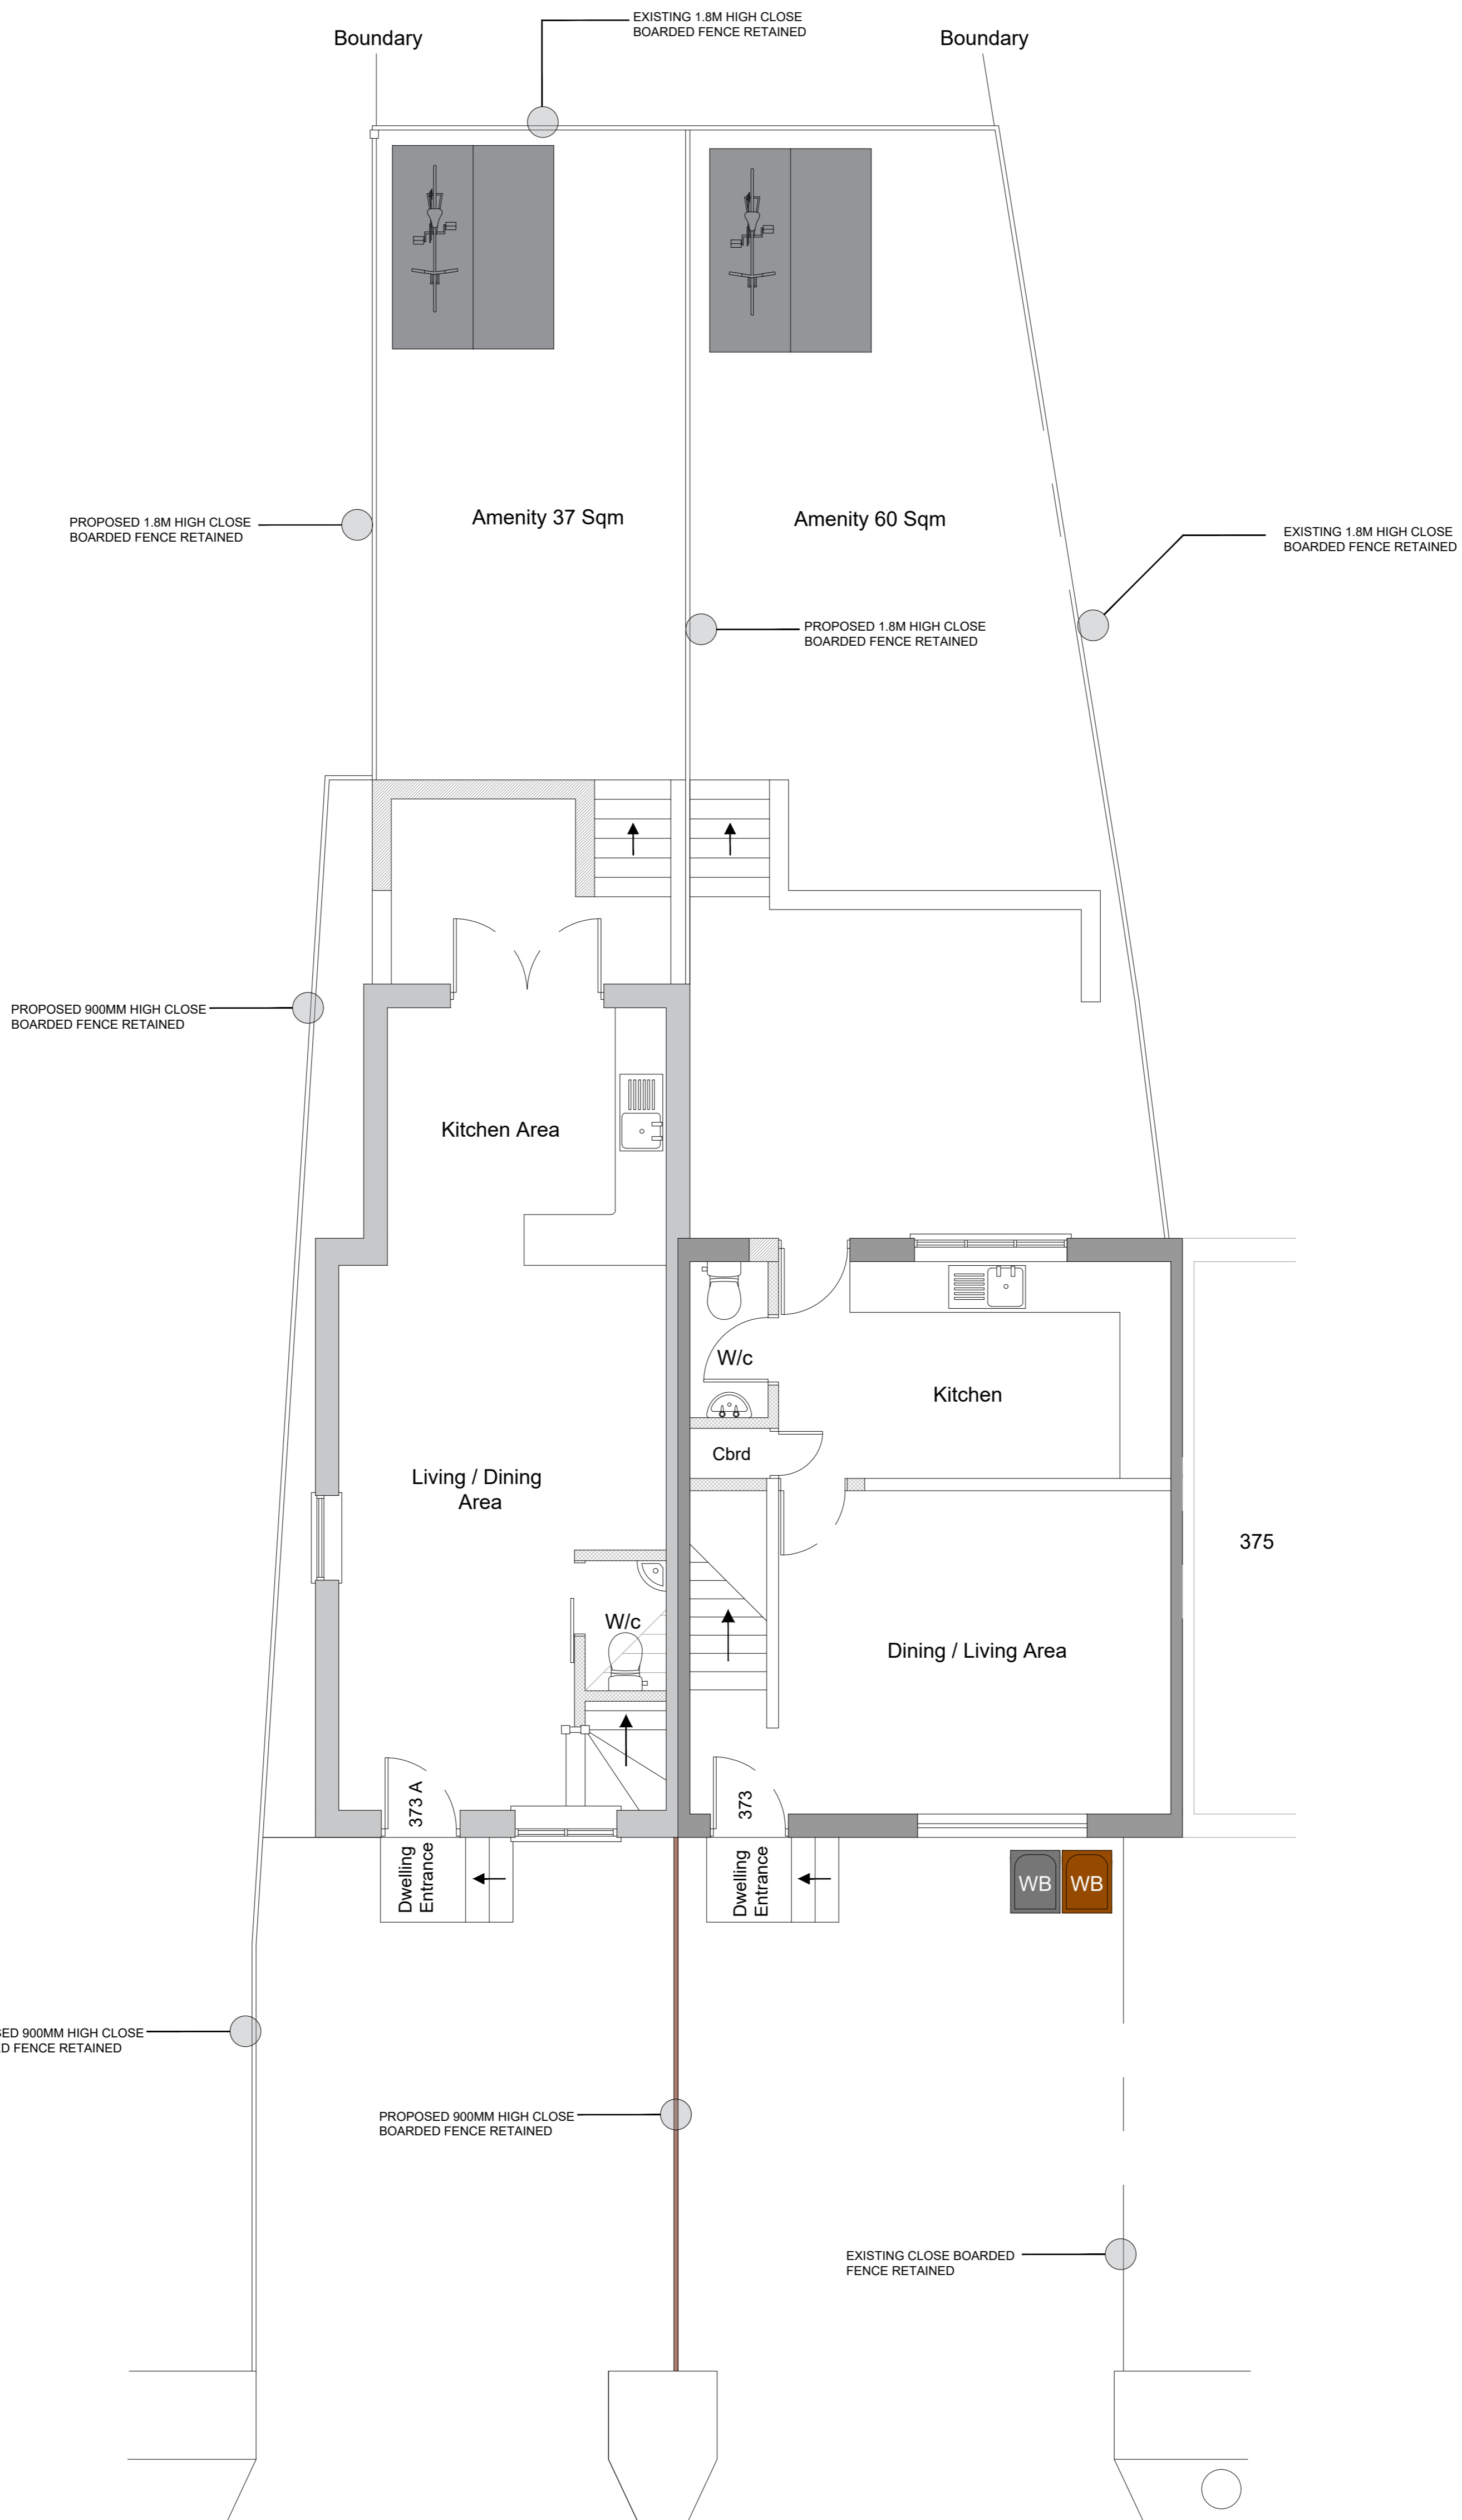 EXISTING 1.8M HIGH CLOSE
BOARDED FENCE RETAINED
Boundary
Boundary
Amenity 37 Sqm
Amenity 60 Sqm
PROPOSED 1.8M HIGH CLOSE
BOARDED FENCE RETAINED
EXISTING 1.8M HIGH CLOSE
BOARDED FENCE RETAINED
PROPOSED 1.8M HIGH CLOSE
BOARDED FENCE RETAINED
PROPOSED 900MM HIGH CLOSE
BOARDED FENCE RETAINED
Kitchen Area
W/c
Kitchen
Cbrd
Living / Dining
Area
375
W/c
Dining / Living Area
373 A
373
Dwelling
Entrance
Dwelling
Entrance
WB
WB
900MM HIGH CLOSE
FENCE RETAINED
PROPOSED 900MM HIGH CLOSE
BOARDED FENCE RETAINED
EXISTING CLOSE BOARDED
FENCE RETAINED